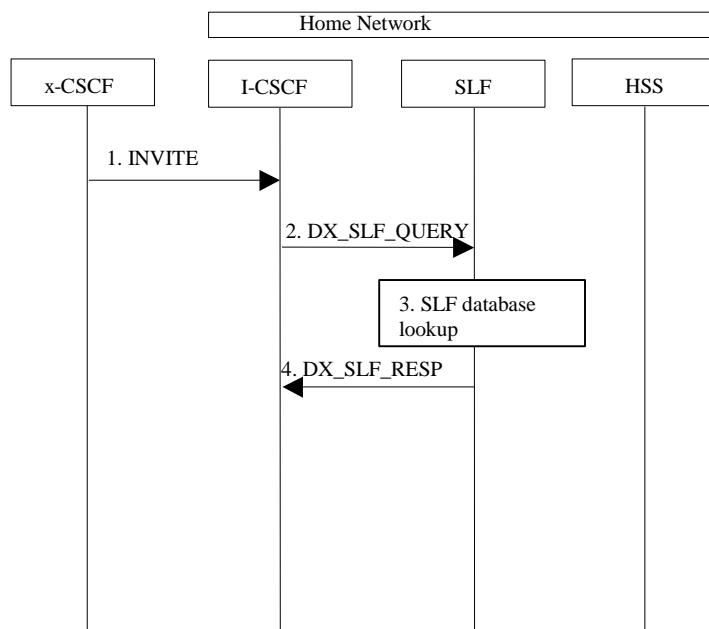 Home Network
x-CSCF
I-CSCF
SLF
HSS
1. INVITE
2. DX_SLF_QUERY
3. SLF database
lookup
4. DX_SLF_RESP